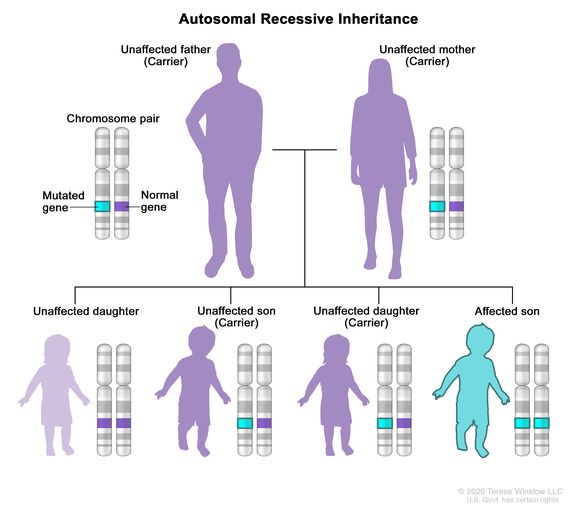 Autosomal Recessive Inheritance
Unaffected father
(Carrier)
Unaffected mother
(Carrier)
Chromosome pair
Mutated
gene
Normal
gene
Unaffected daughter
Unaffected son
(Carrier)
Unaffected daughter
(Carrier)
Affected son
© 2020 Terese Winslow LLC
U.S. Govt. has certain rights